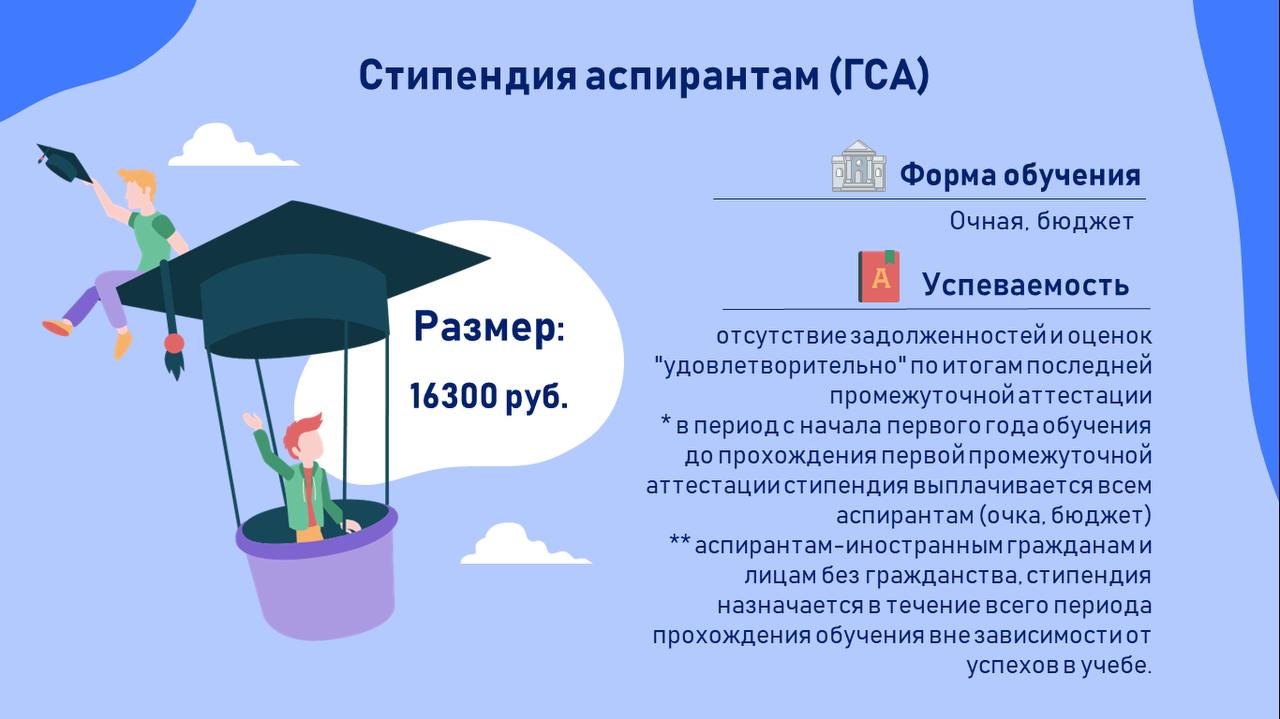 Стипендия аспирантам (ГСА)
Размер:
16300 руб.
Форма обучения
Очная, бюджет
A
Успеваемость
отсутствие задолженностей и оценок
"удовлетворительно" по итогам последней
промежуточной аттестации
* в период с начала первого года обучения
до прохождения первой промежуточной
аттестации стипендия выплачивается всем
аспирантам (очка, бюджет)
** аспирантам-иностранным гражданам и
лицам без гражданства, стипендия
назначается в течение всего периода
прохождения обучения вне зависимости от
успехов в учебе.